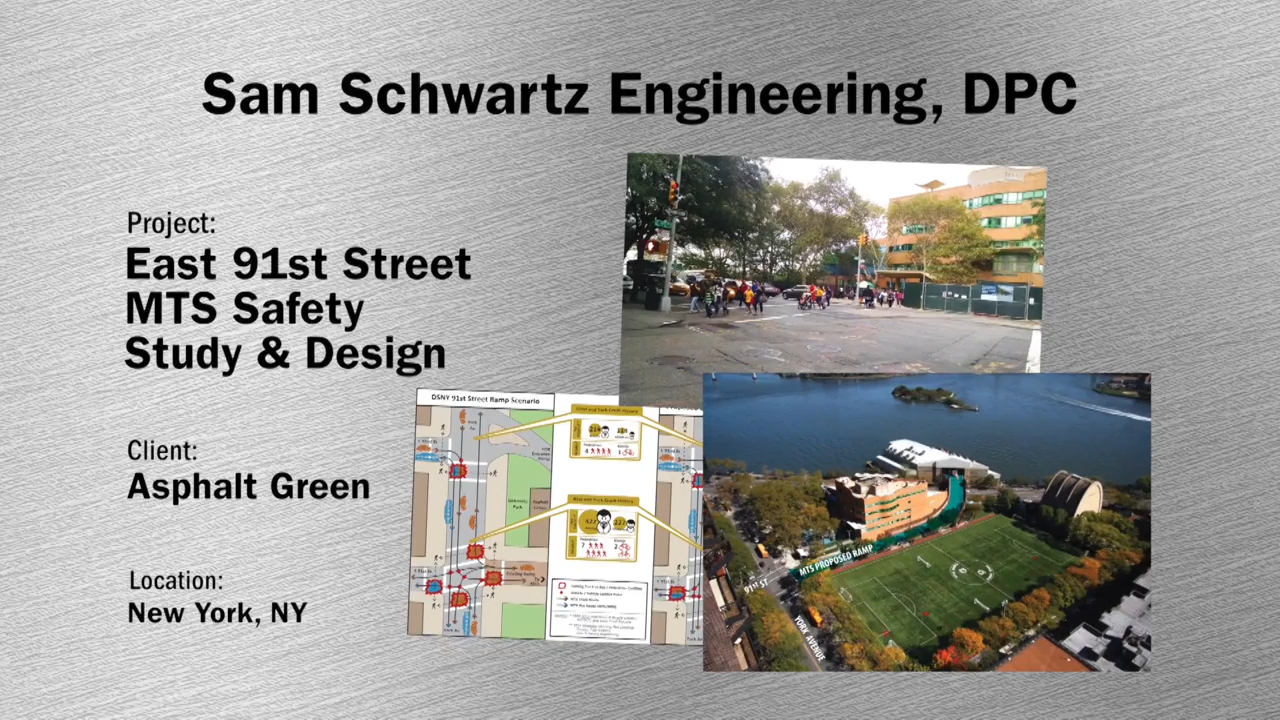 Sam Schwartz Engineering, DPC
Project:
East 91st Street
MTS Safety
Study & Design
Client:
Asphalt Green
Location:
New York, NY
DSNY 91st Street Ramp Scenario
MTS PROPOSED RAMP
91ST ST
YORK AVENUE